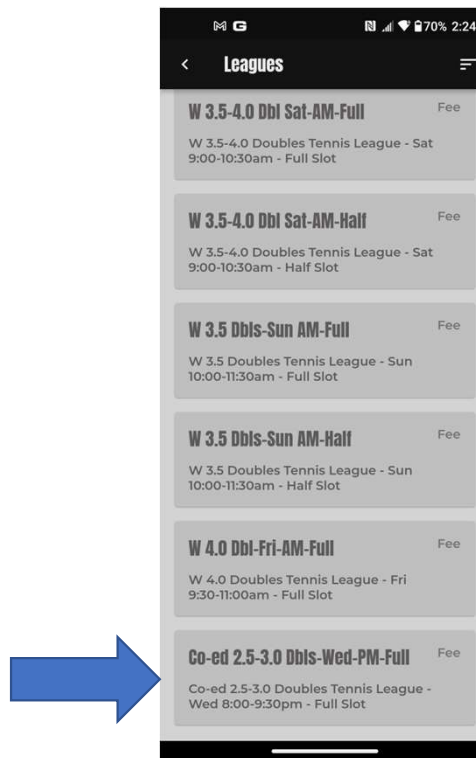 70% 2:24
Leagues
W 3.5-4.0 Dbl Sat-AM-Full
Fee
W 3.5-4.0 Doubles Tennis League - Sat
9:00-10:30am - Full Slot
W 3.5-4.0 Dbl Sat-AM-Half
Fee
W 3.5-4.0 Doubles Tennis League - Sat
9:00-10:30am - Half Slot
W 3.5 Dbls-Sun AM-Full
Fee
W 3.5 Doubles Tennis League - Sun
10:00-11:30am - Full Slot
W 3.5 Dbls-Sun AM-Half
Fee
W 3.5 Doubles Tennis League - Sun
10:00-11:30am - Half Slot
W 4.0 Dbl-Fri-AM-Full
Fee
W 4.0 Doubles Tennis League - Fri
9:30-11:00am - Full Slot
Co-ed 2.5-3.0 Dbls-Wed-PM-Full
Fee
Co-ed 2.5-3.0 Doubles Tennis League -
Wed 8:00-9:30pm - Full Slot